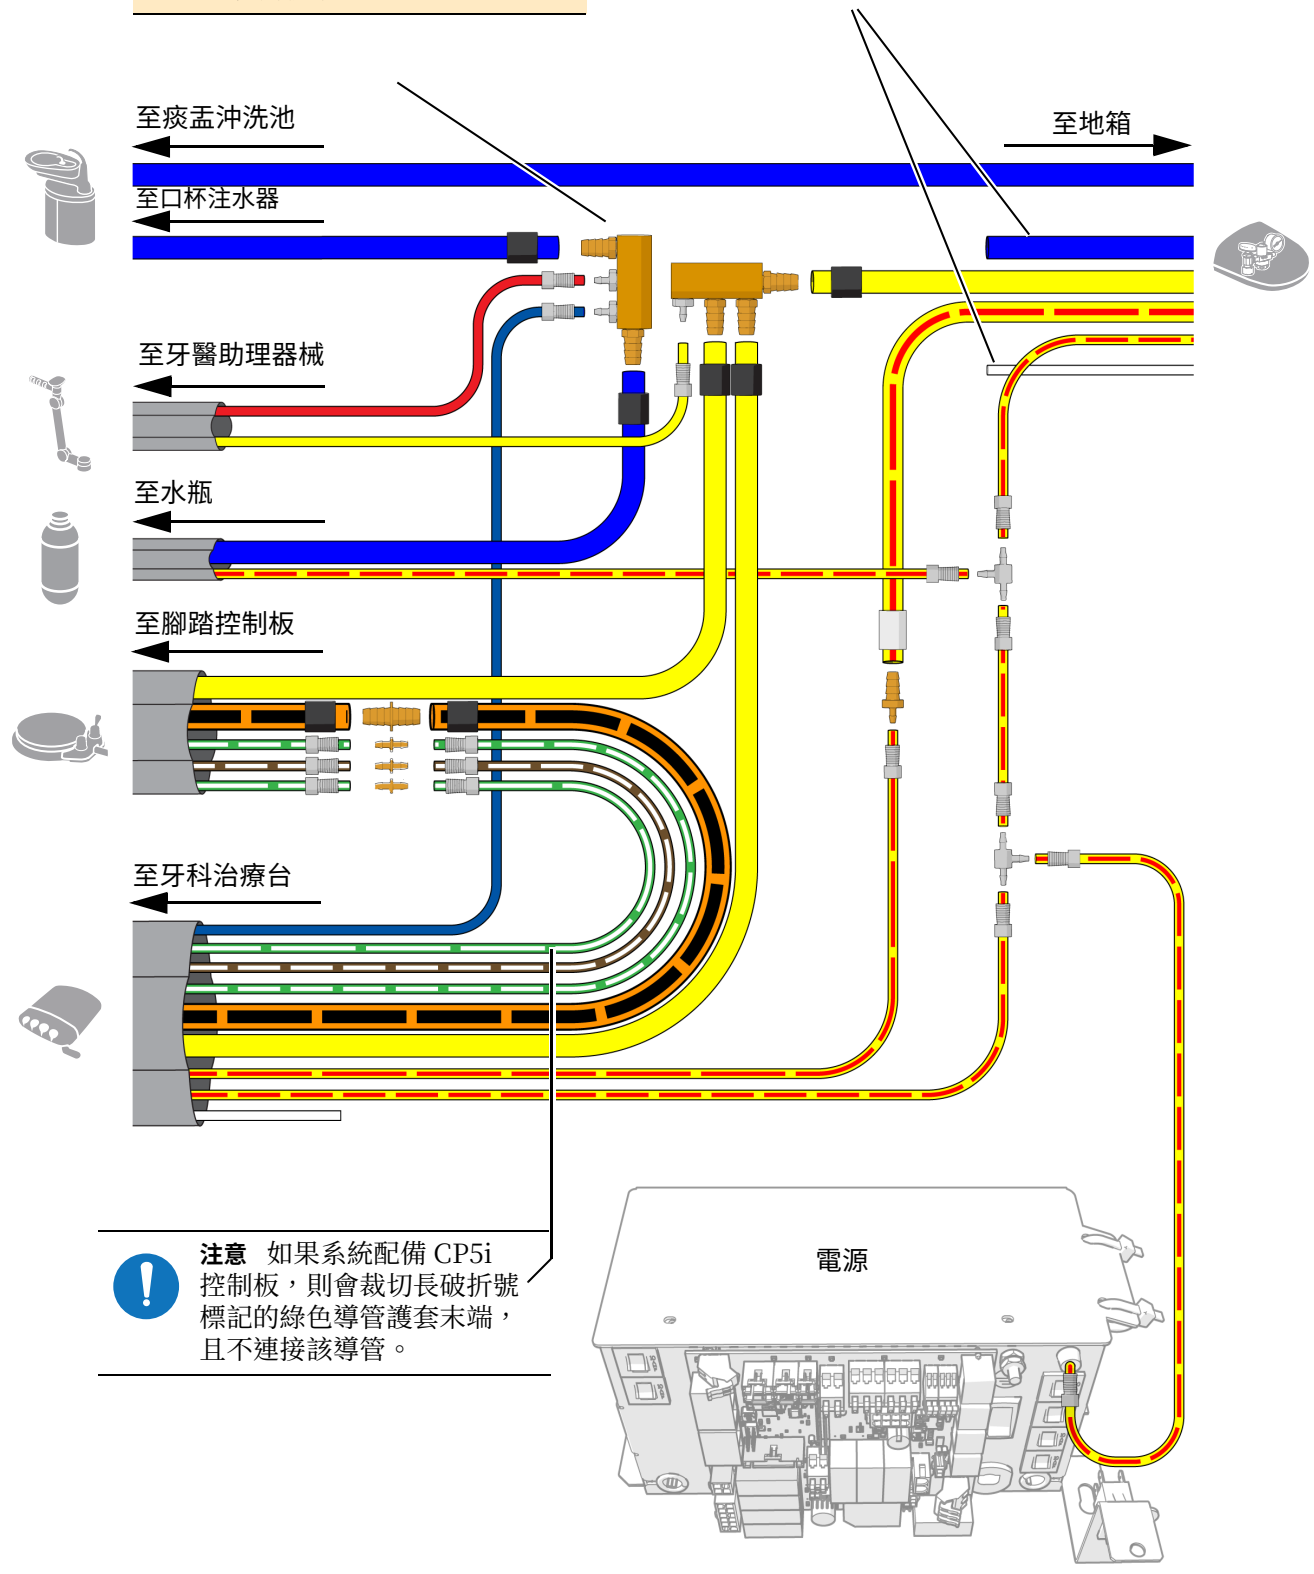 至痰盂沖洗池
至地箱
至口杯注水器
至牙醫助理器械
至水瓶
至腳踏控制板
至牙科治療台
注意 如果系統配備 CP5i
控制板，則會裁切長破折號
標記的綠色導管護套末端，
且不連接該導管。
電源